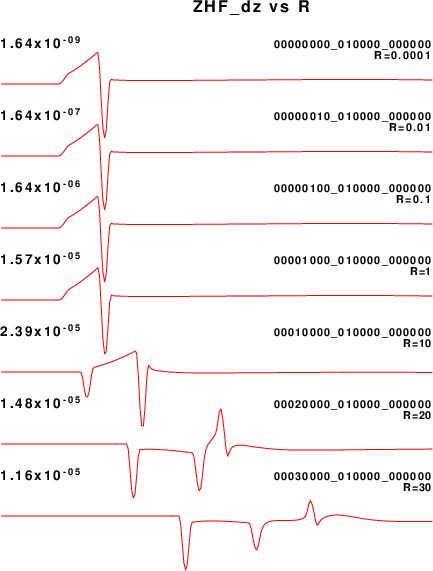 ZHF_dz vs R
1.64x10-09 00000000_010000_000000
R=0.0001
1.64x10-07 00000010_010000_000000
R=0.01
1.64x10-06 00000100_010000_000000
R=0.1
1.57x10-05 00001000_010000_000000
R=1
2.39x10-05 00010000_010000_000000
R=10
1.48x10-05 00020000_010000_000000
R=20
1.16x10-05 00030000_010000_000000
R=30